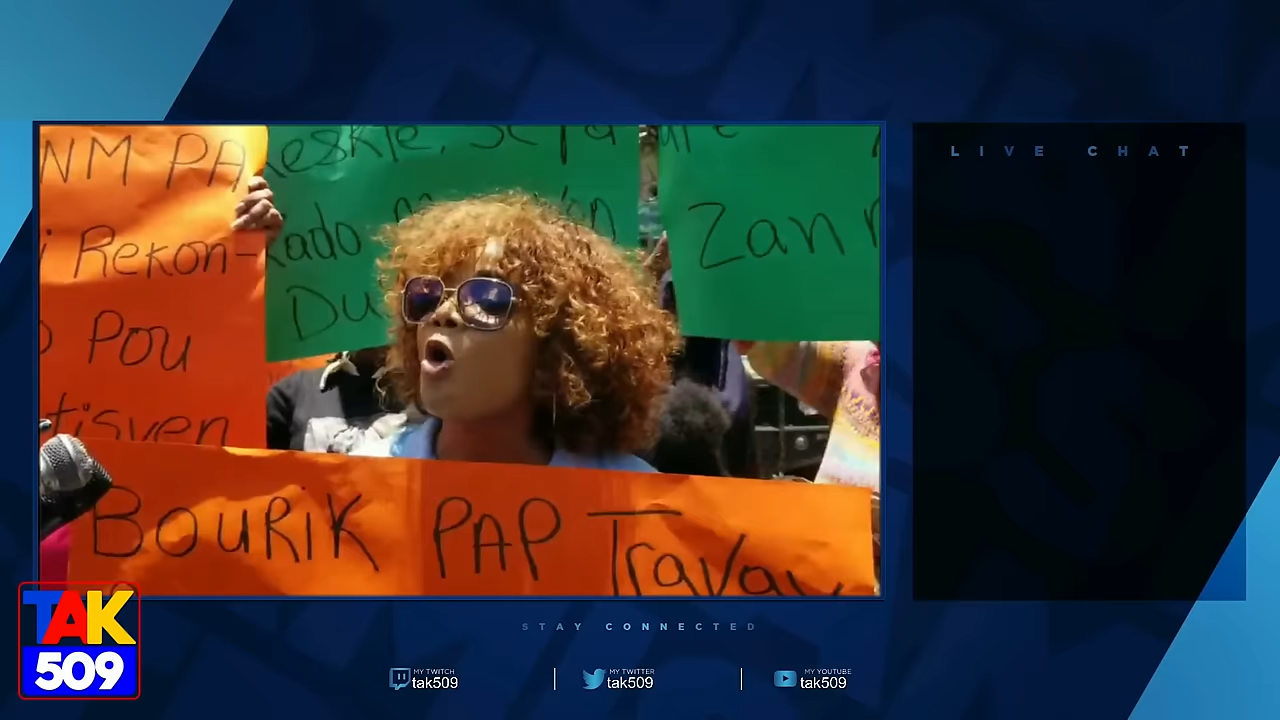 LIVE CHAT
NM PA
i Rekon-
Pou
tisven
kado
Du
Zan
BOURIK PAP Travay
TAK
509
STAY CONNECTED
MY TWITCH
tak509
MY TWITTER
tak509
MY YOUTUBE
tak509